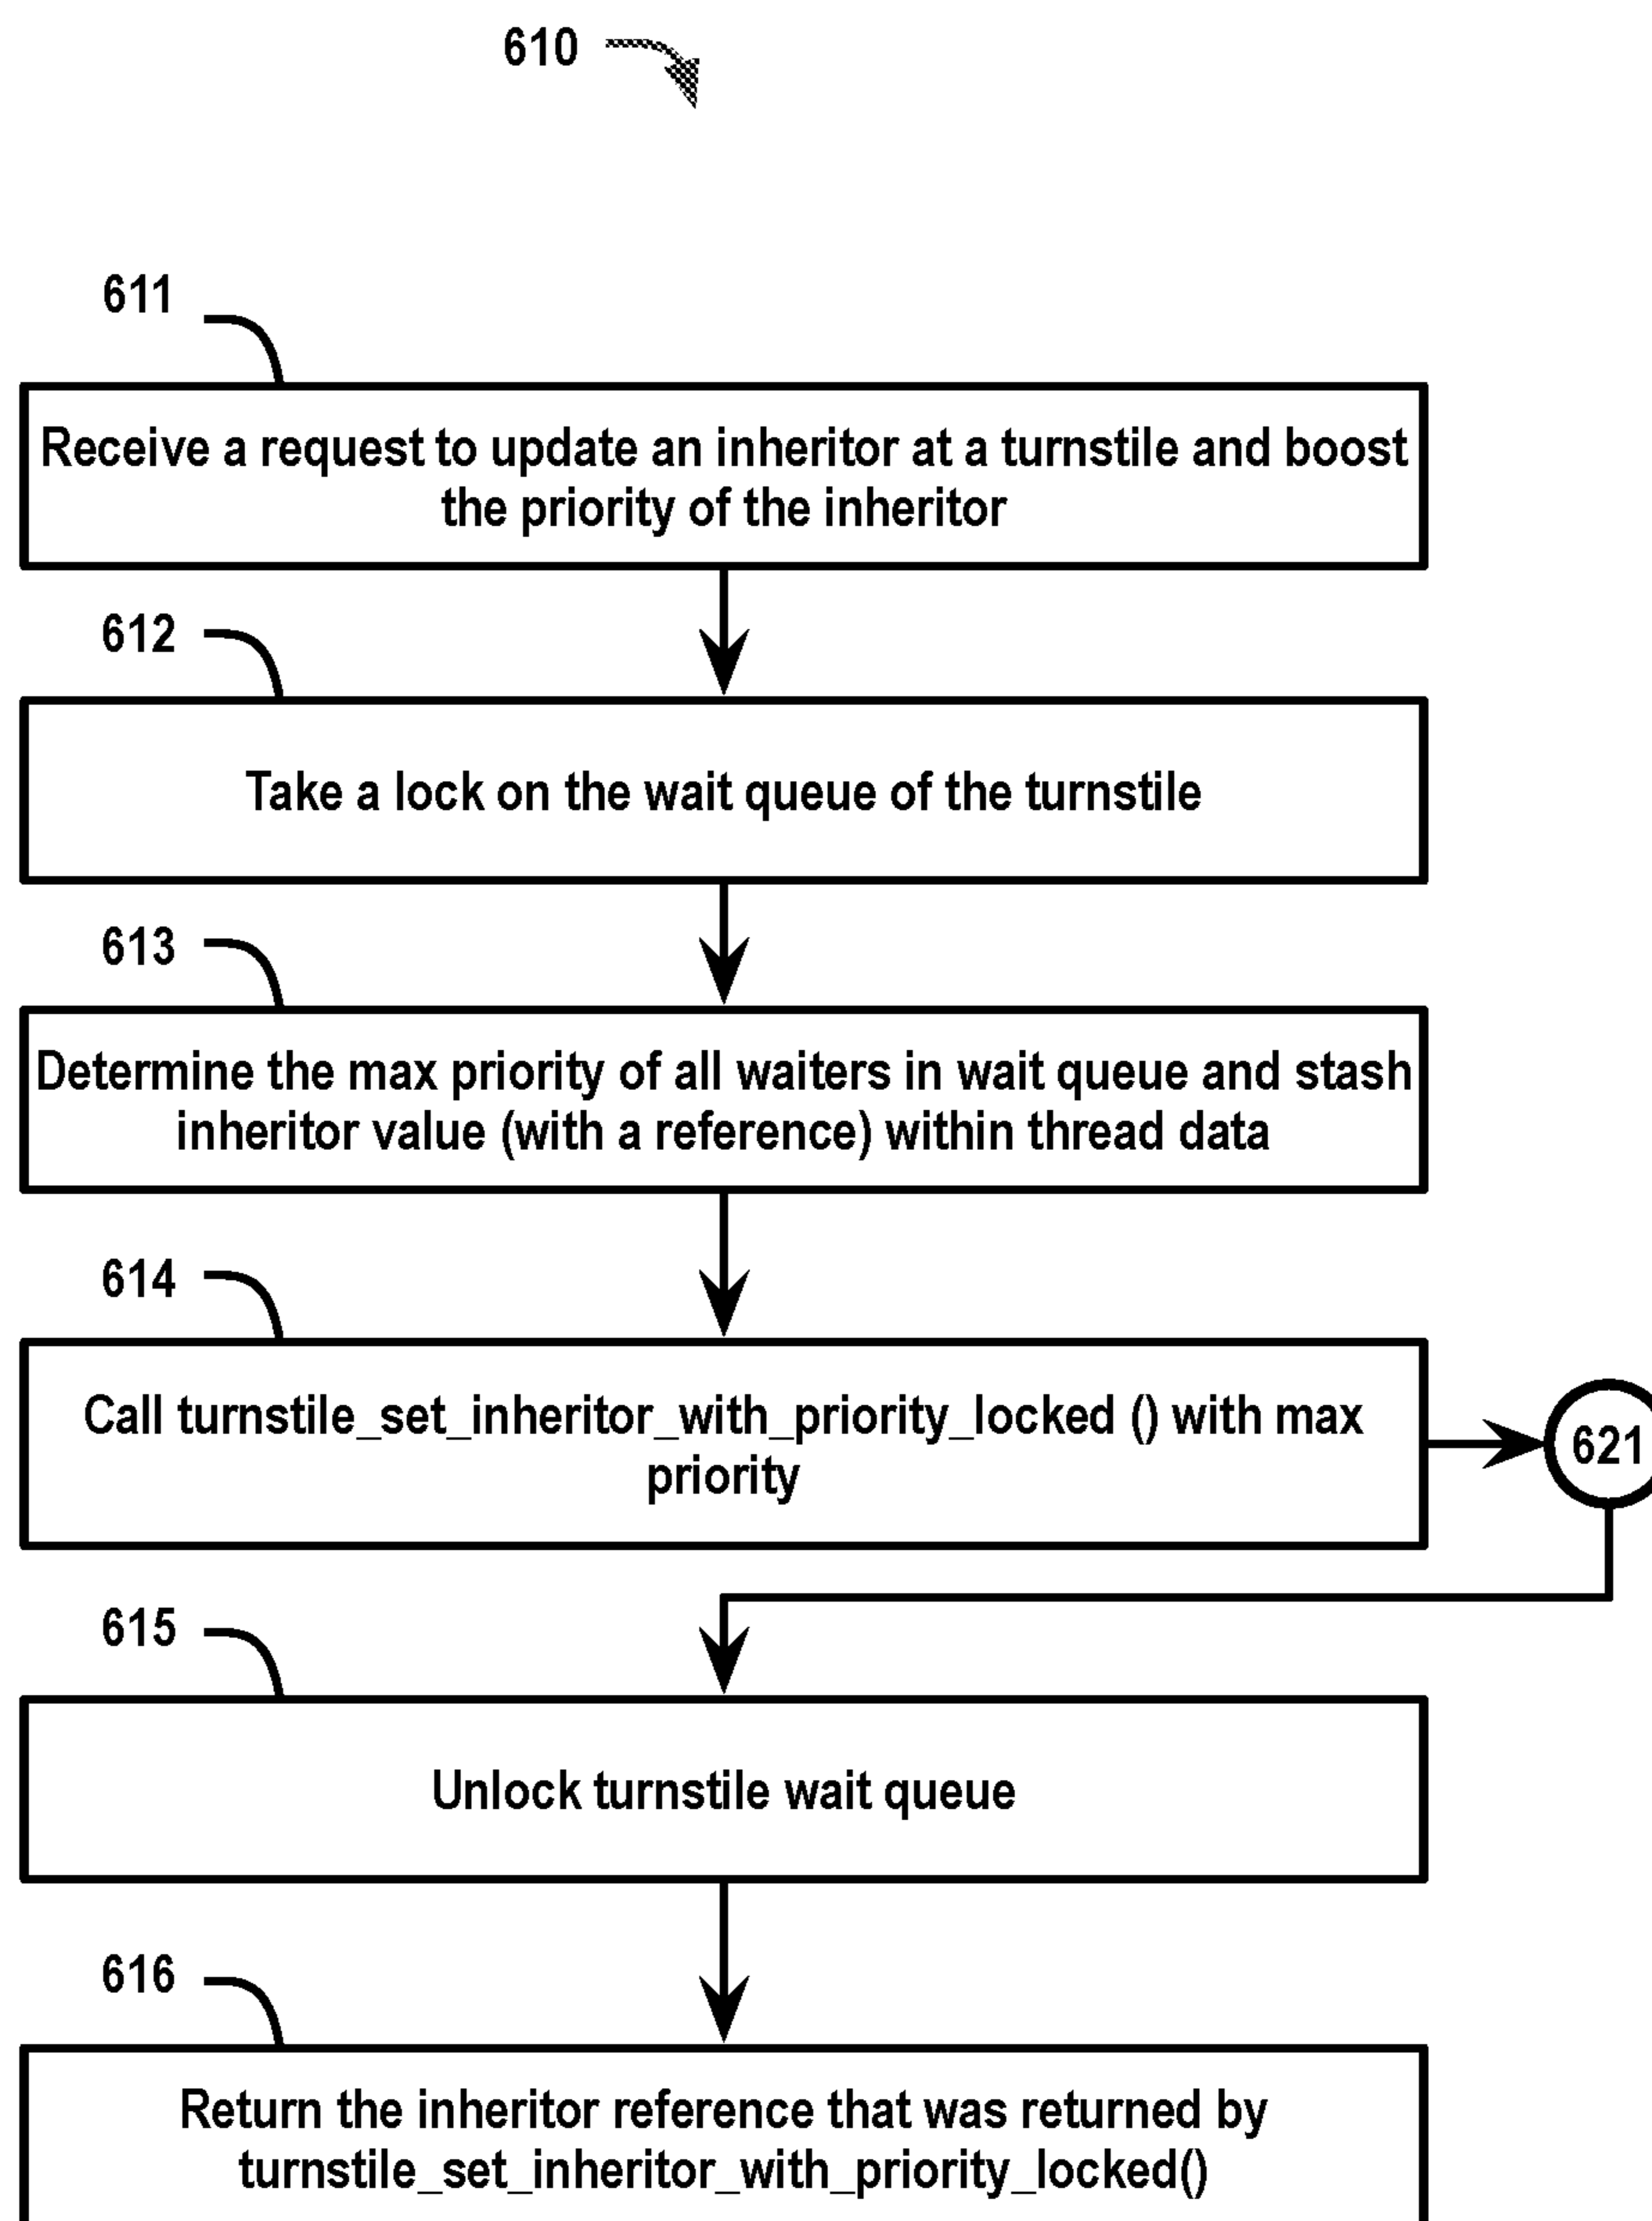 610
611
Receive a request to update an inheritor at a turnstile and boost
the priority of the inheritor
612
Take a lock on the wait queue of the turnstile
613
Determine the max priority of all waiters in wait queue and stash
inheritor value (with a reference) within thread data
614
Call turnstile_set_inheritor_with_priority_locked () with max
priority
621
615
Unlock turnstile wait queue
616
Return the inheritor reference that was returned by
turnstile_set_inheritor_with_priority_locked()